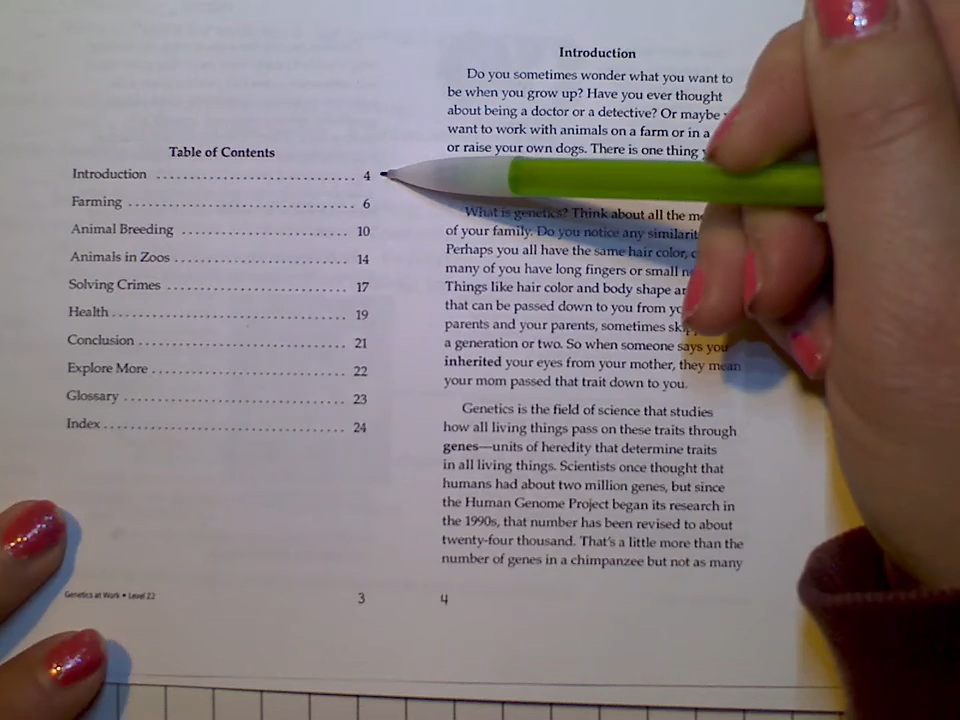 Table of Contents
Introduction ............................... 4
Farming ................................... 6
Animal Breeding ......................... 10
Animals in Zoos .......................... 14
Solving Crimes ........................... 17
Health ..................................... 19
Conclusion ................................ 21
Explore More ............................. 22
Glossary ................................... 23
Index ...................................... 24
Genetics at Work • Level Z2
3
Introduction
Do you sometimes wonder what you want to
be when you grow up? Have you ever thought
about being a doctor or a detective? Or maybe
want to work with animals on a farm or in a
or raise your own dogs. There is one thing
What is genetics? Think about all the
of your family. Do you notice any
Perhaps you all have the same hair color,
many of you have long fingers or small
Things like hair color and body shape
that can be passed down to you from
parents and your parents, sometimes
a generation or two. So when someone says you
inherited your eyes from your mother, they mean
your mom passed that trait down to you.
Genetics is the field of science that studies
how all living things pass on these traits through
genes—units of heredity that determine traits
in all living things. Scientists once thought that
humans had about two million genes, but since
the Human Genome Project began its research in
the 1990s, that number has been revised to about
twenty-four thousand. That's a little more than the
number of genes in a chimpanzee but not as many
4